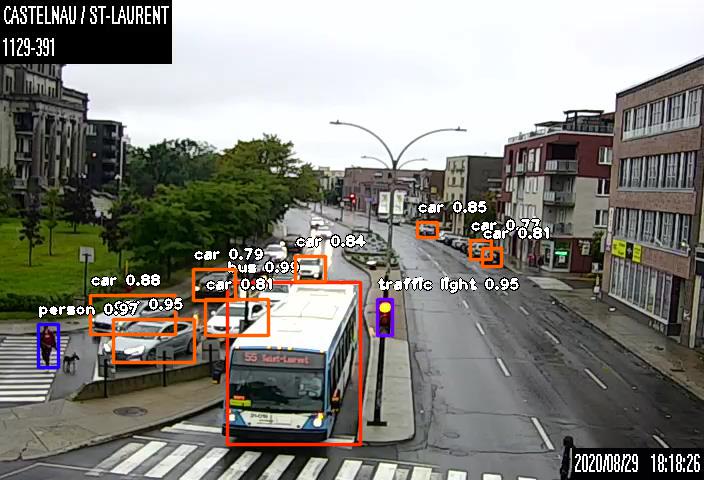 CASTELNAU / ST-LAURENT
1129-391
car 0.85
car 0.77
car 0.81
car 0.84
car 0.79
bus 0.99
car 0.88
car 0.81
traffic light 0.95
person 0.97
0.95
55 Saint-Laurent
2020/08/29 18:18:26